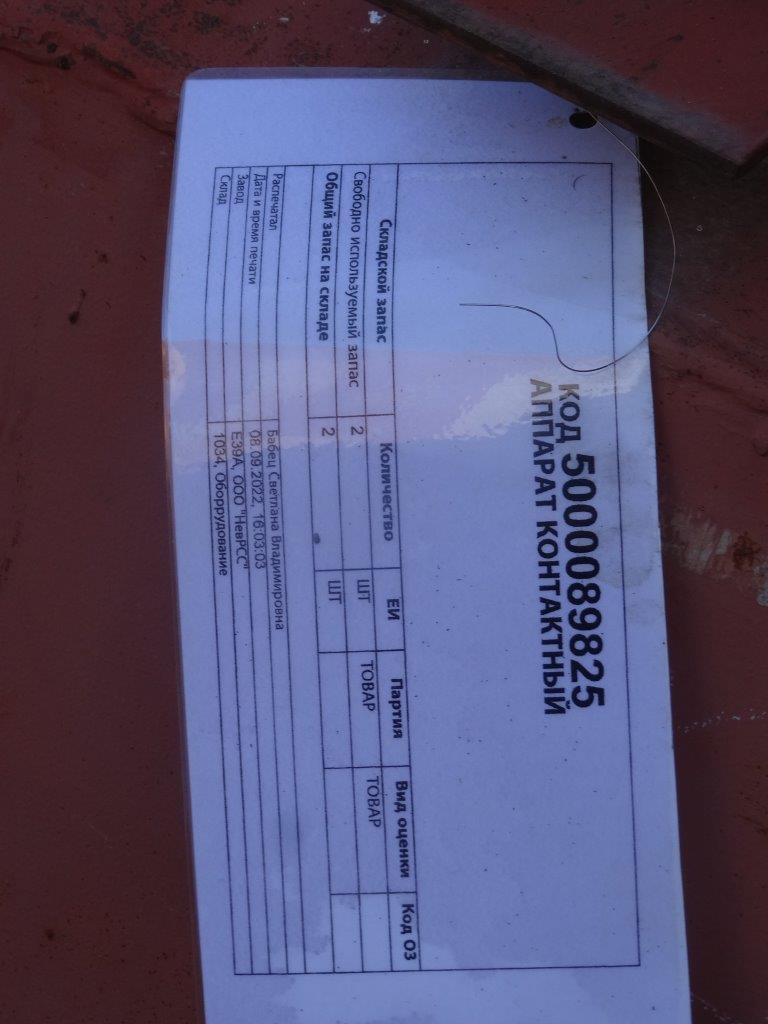 КОД 5000089825
АППАРАТ КОНТАКТНЫЙ
Складской запас Количество ЕИ Партия Вид оценки Код ОЗ
Свободно используемый запас 2 ШТ ТОВАР ТОВАР
Общий запас на складе 2 ШТ
Распечатал Бабец Светлана Владимировна
Дата и время печати 08.09.2022, 16:03:03
Завод E39A, ООО "НевРСС"
Склад 1034, Оборрудование